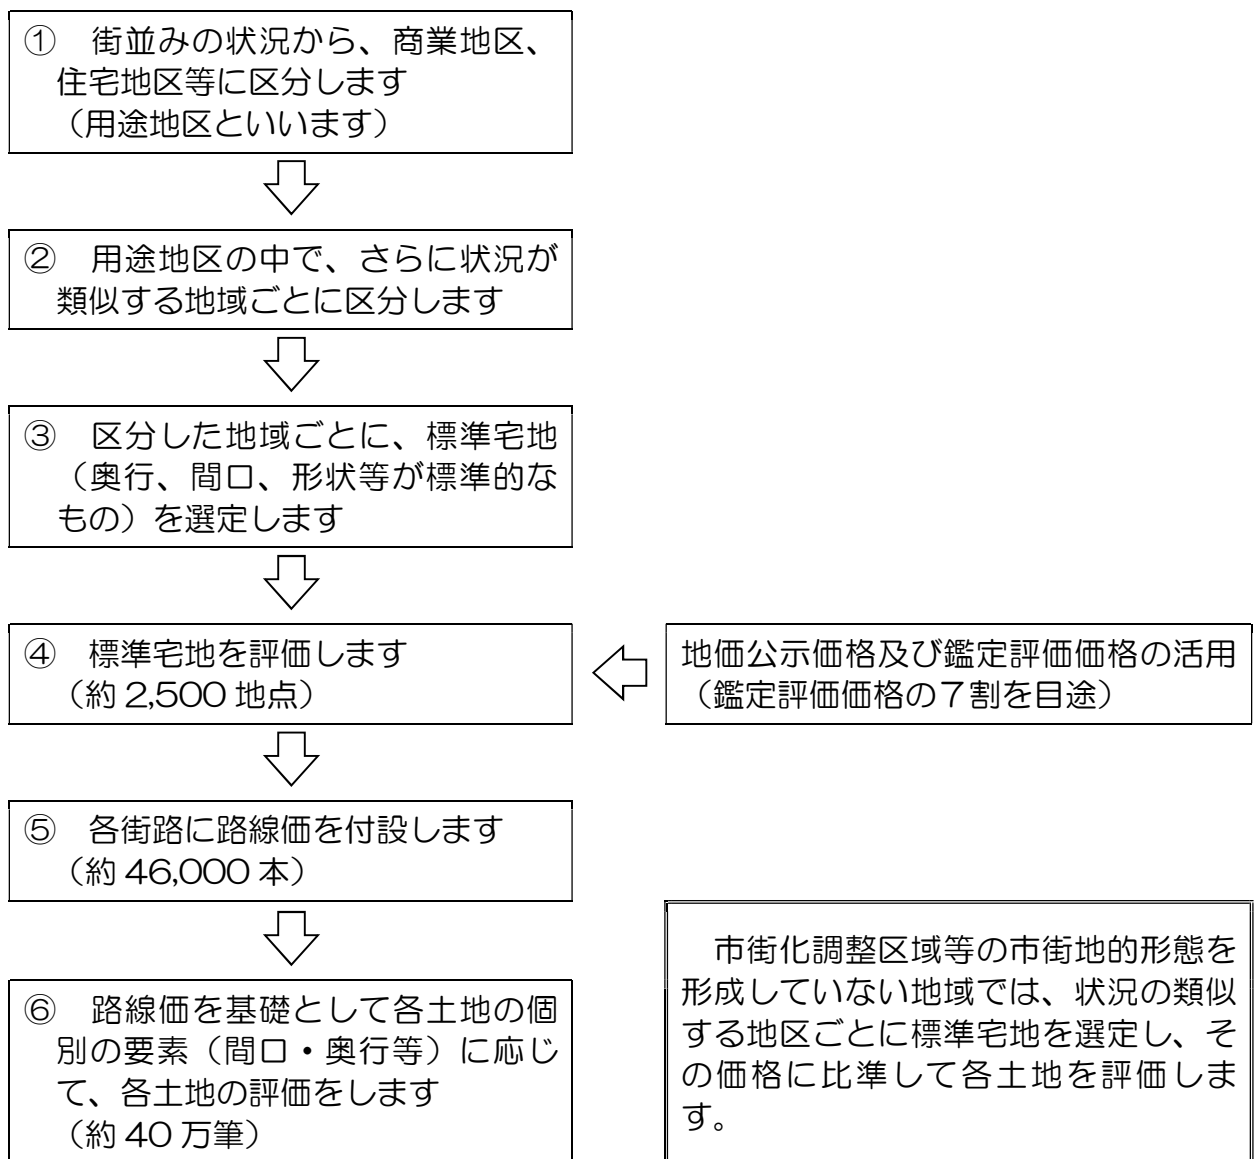 ① 街並みの状況から、商業地区、
住宅地区等に区分します
（用途地区といいます）
② 用途地区の中で、さらに状況が
類似する地域ごとに区分します
③ 区分した地域ごとに、標準宅地
（奥行、間口、形状等が標準的な
もの）を選定します
④ 標準宅地を評価します
（約 2,500 地点）
地価公示価格及び鑑定評価価格の活用
（鑑定評価価格の７割を目途）
⑤ 各街路に路線価を付設します
（約 46,000 本）
⑥ 路線価を基礎として各土地の個
別の要素（間口・奥行等）に応じ
て、各土地の評価をします
（約 40 万筆）
市街化調整区域等の市街地的形態を
形成していない地域では、状況の類似
する地区ごとに標準宅地を選定し、そ
の価格に比準して各土地を評価しま
す。